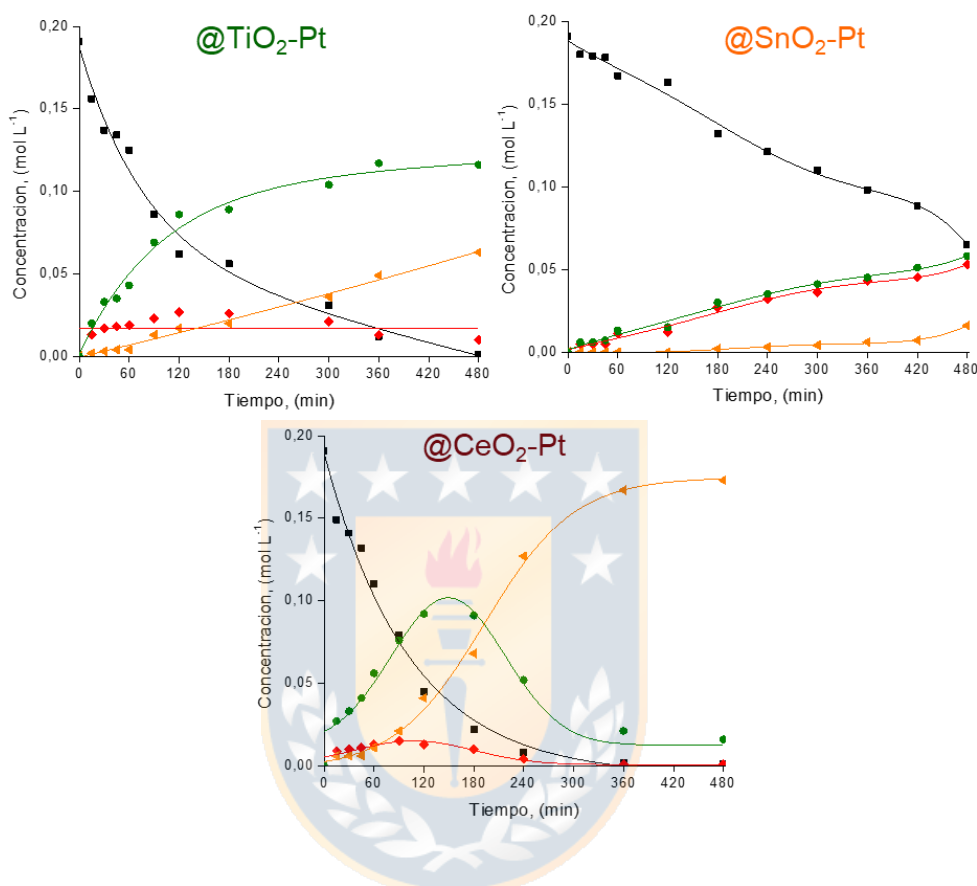 @TiO₂-Pt
0,20
0,15
0,10
0,05
0,00
Concentracion, (mol L⁻¹)
0 60 120 180 240 300 360 420 480
Tiempo, (min)
@SnO₂-Pt
0,20
0,15
0,10
0,05
0,00
Concentracion, (mol L⁻¹)
0 60 120 180 240 300 360 420 480
Tiempo, (min)
@CeO₂-Pt
0,20
0,15
0,10
0,05
0,00
Concentracion, (mol L⁻¹)
0 60 120 180 240 300 360 420 480
Tiempo, (min)